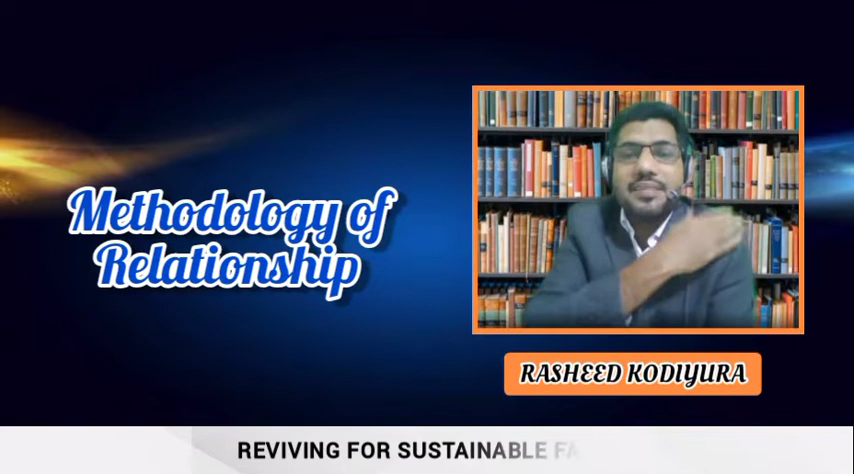 Methodology of
Relationship
RASHEED KODIYURA
REVIVING FOR SUSTAINABLE